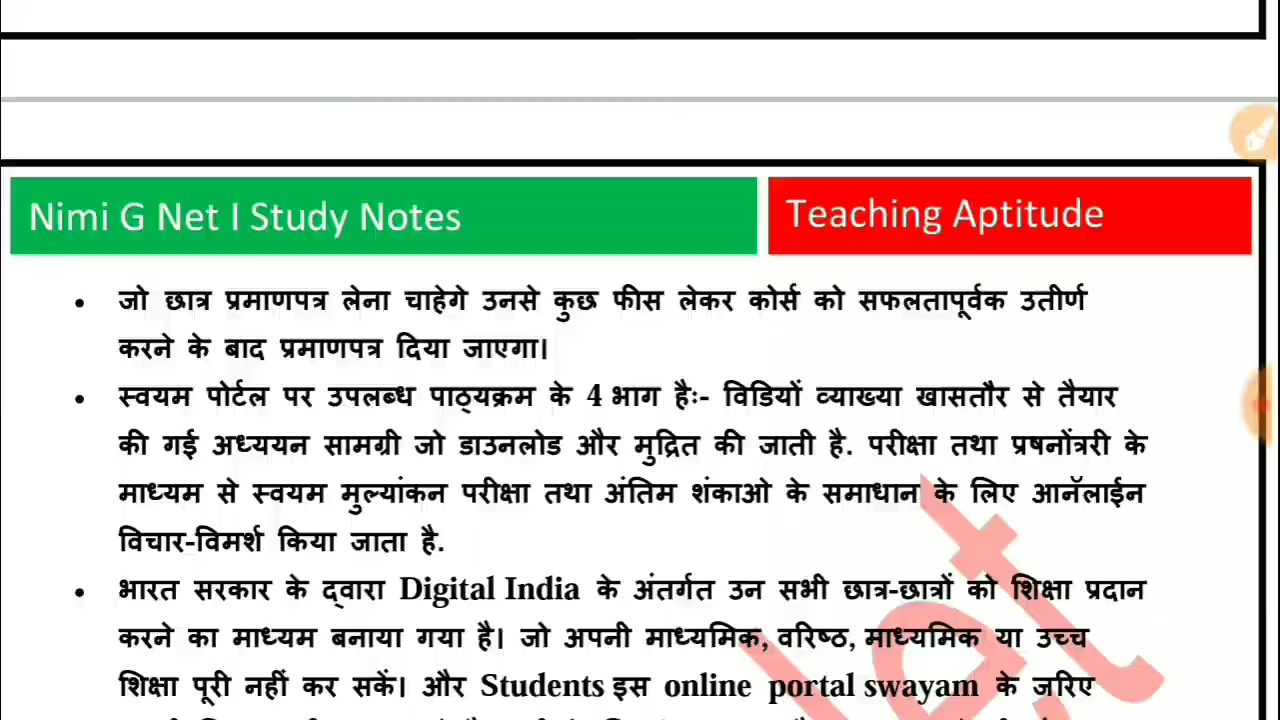 Nimi G Net I Study Notes
Teaching Aptitude
• जो छात्र प्रमाणपत्र लेना चाहेगे उनसे कुछ फीस लेकर कोर्स को सफलतापूर्वक उतीर्ण
करने के बाद प्रमाणपत्र दिया जाएगा।
• स्वयम पोर्टल पर उपलब्ध पाठ्यक्रम के 4 भाग हैः- विडियों व्याख्या खासतौर से तैयार
की गई अध्ययन सामग्री जो डाउनलोड और मुद्रित की जाती है. परीक्षा तथा प्रषनोंत्ररी के
माध्यम से स्वयम मुल्यांकन परीक्षा तथा अंतिम शंकाओ के समाधान के लिए आनॅलाईन
विचार-विमर्श किया जाता है.
• भारत सरकार के द्वारा Digital India के अंतर्गत उन सभी छात्र-छात्रों को शिक्षा प्रदान
करने का माध्यम बनाया गया है। जो अपनी माध्यमिक, वरिष्ठ, माध्यमिक या उच्च
शिक्षा पूरी नहीं कर सकें। और Students इस online portal swayam के जरिए